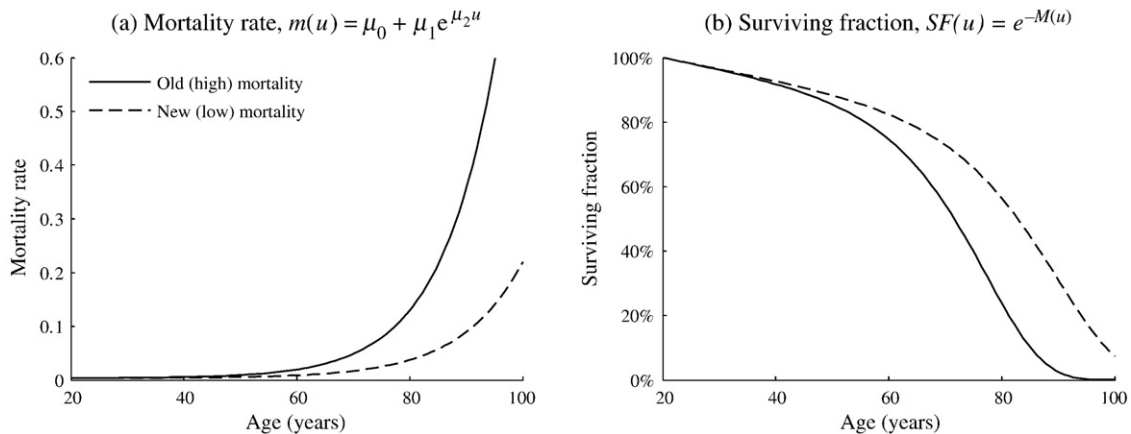 (a) Mortality rate, m(u) = μ₀ + μ₁e^{μ₂u}
0.6
0.5
0.4
0.3
0.2
0.1
0
Mortality rate
Old (high) mortality
New (low) mortality
20
40
60
80
100
Age (years)
(b) Surviving fraction, SF(u) = e^{–M(u)}
100%
80%
60%
40%
20%
0%
Surviving fraction
20
40
60
80
100
Age (years)